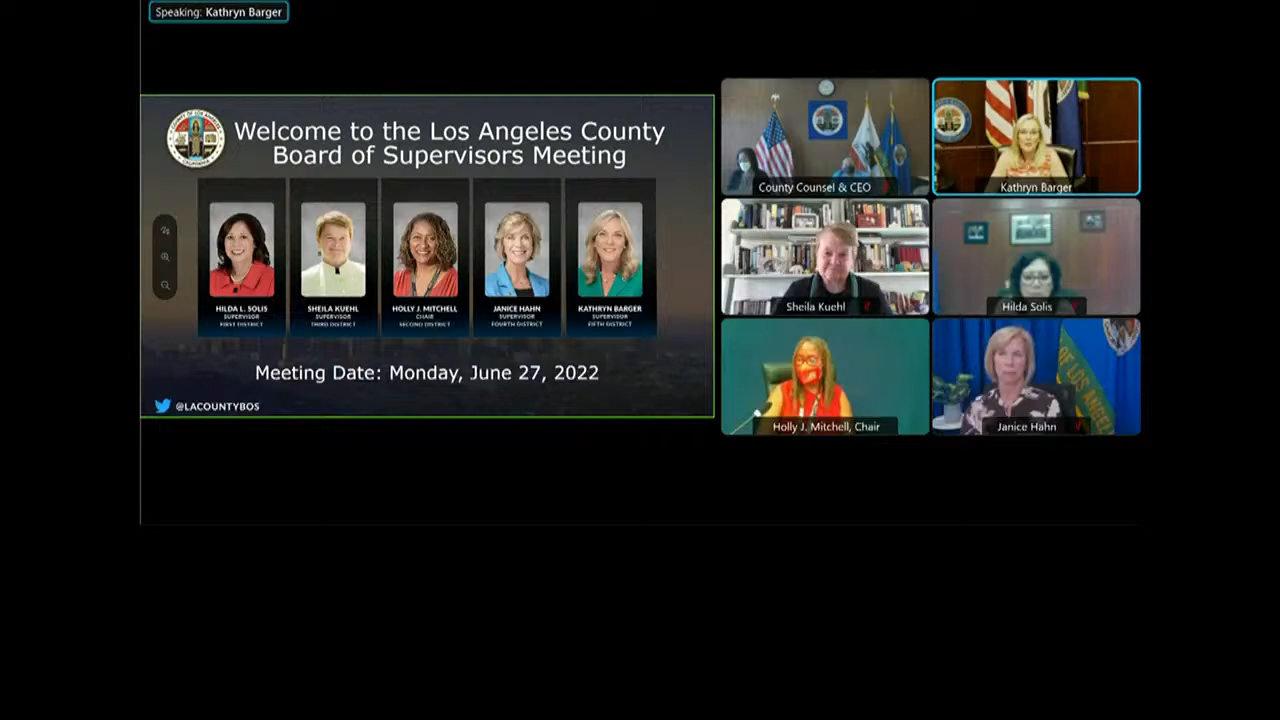 Speaking: Kathryn Barger
Welcome to the Los Angeles County
Board of Supervisors Meeting
HILDA L. SOLIS
SUPERVISOR
FIRST DISTRICT
SHEILA KUEHL
SUPERVISOR
THIRD DISTRICT
HOLLY J. MITCHELL
CHAIR
SECOND DISTRICT
JANICE HAHN
SUPERVISOR
FOURTH DISTRICT
KATHRYN BARGER
SUPERVISOR
FIFTH DISTRICT
Meeting Date: Monday, June 27, 2022
@LACOUNTYBOS
County Counsel & CEO
Kathryn Barger
Sheila Kuehl
Hilda Solis
Holly J. Mitchell, Chair
Janice Hahn
OF LOS ANGELES